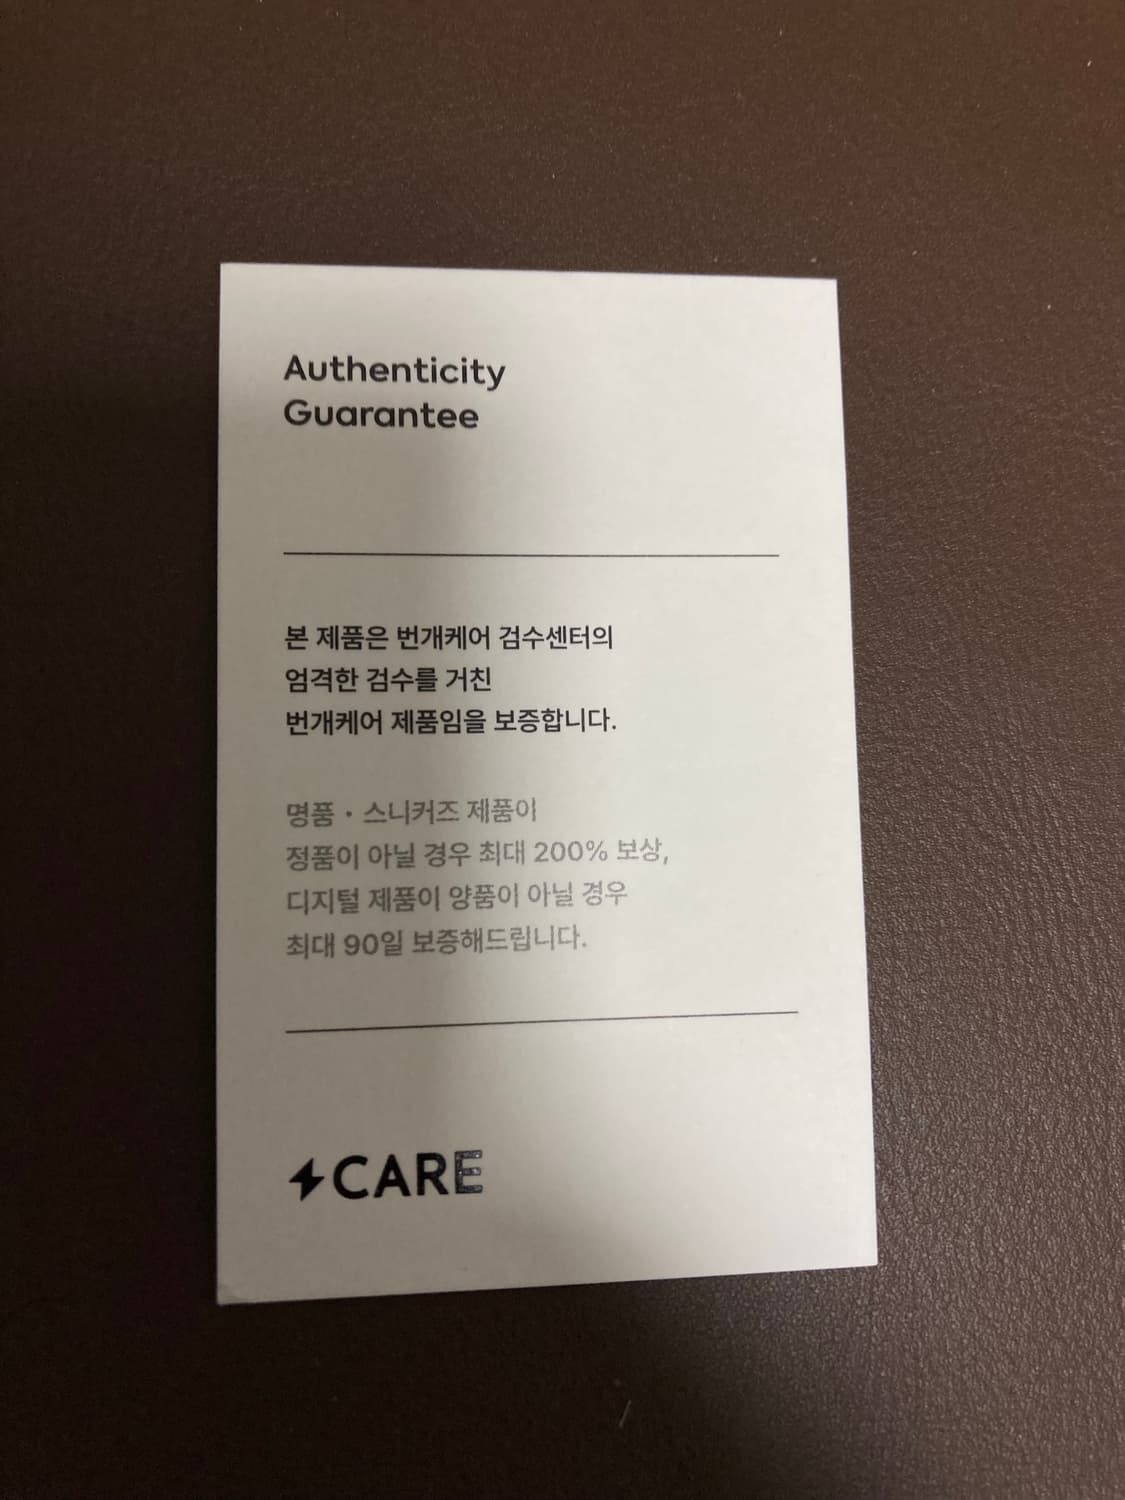 Authenticity
Guarantee
본 제품은 번개케어 검수센터의
엄격한 검수를 거친
번개케어 제품임을 보증합니다.
명품 · 스니커즈 제품이
정품이 아닐 경우 최대 200% 보상,
디지털 제품이 양품이 아닐 경우
최대 90일 보증해드립니다.
CARE